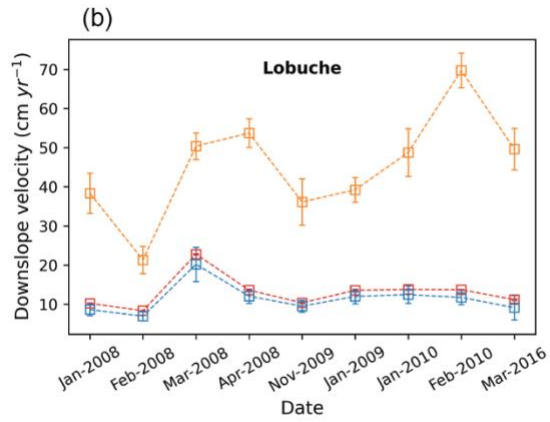 (b)
Lobuche
Downslope velocity (cm yr⁻¹)
70
60
50
40
30
20
10
Jan-2008
Feb-2008
Mar-2008
Apr-2008
Nov-2009
Jan-2009
Jan-2010
Feb-2010
Mar-2016
Date